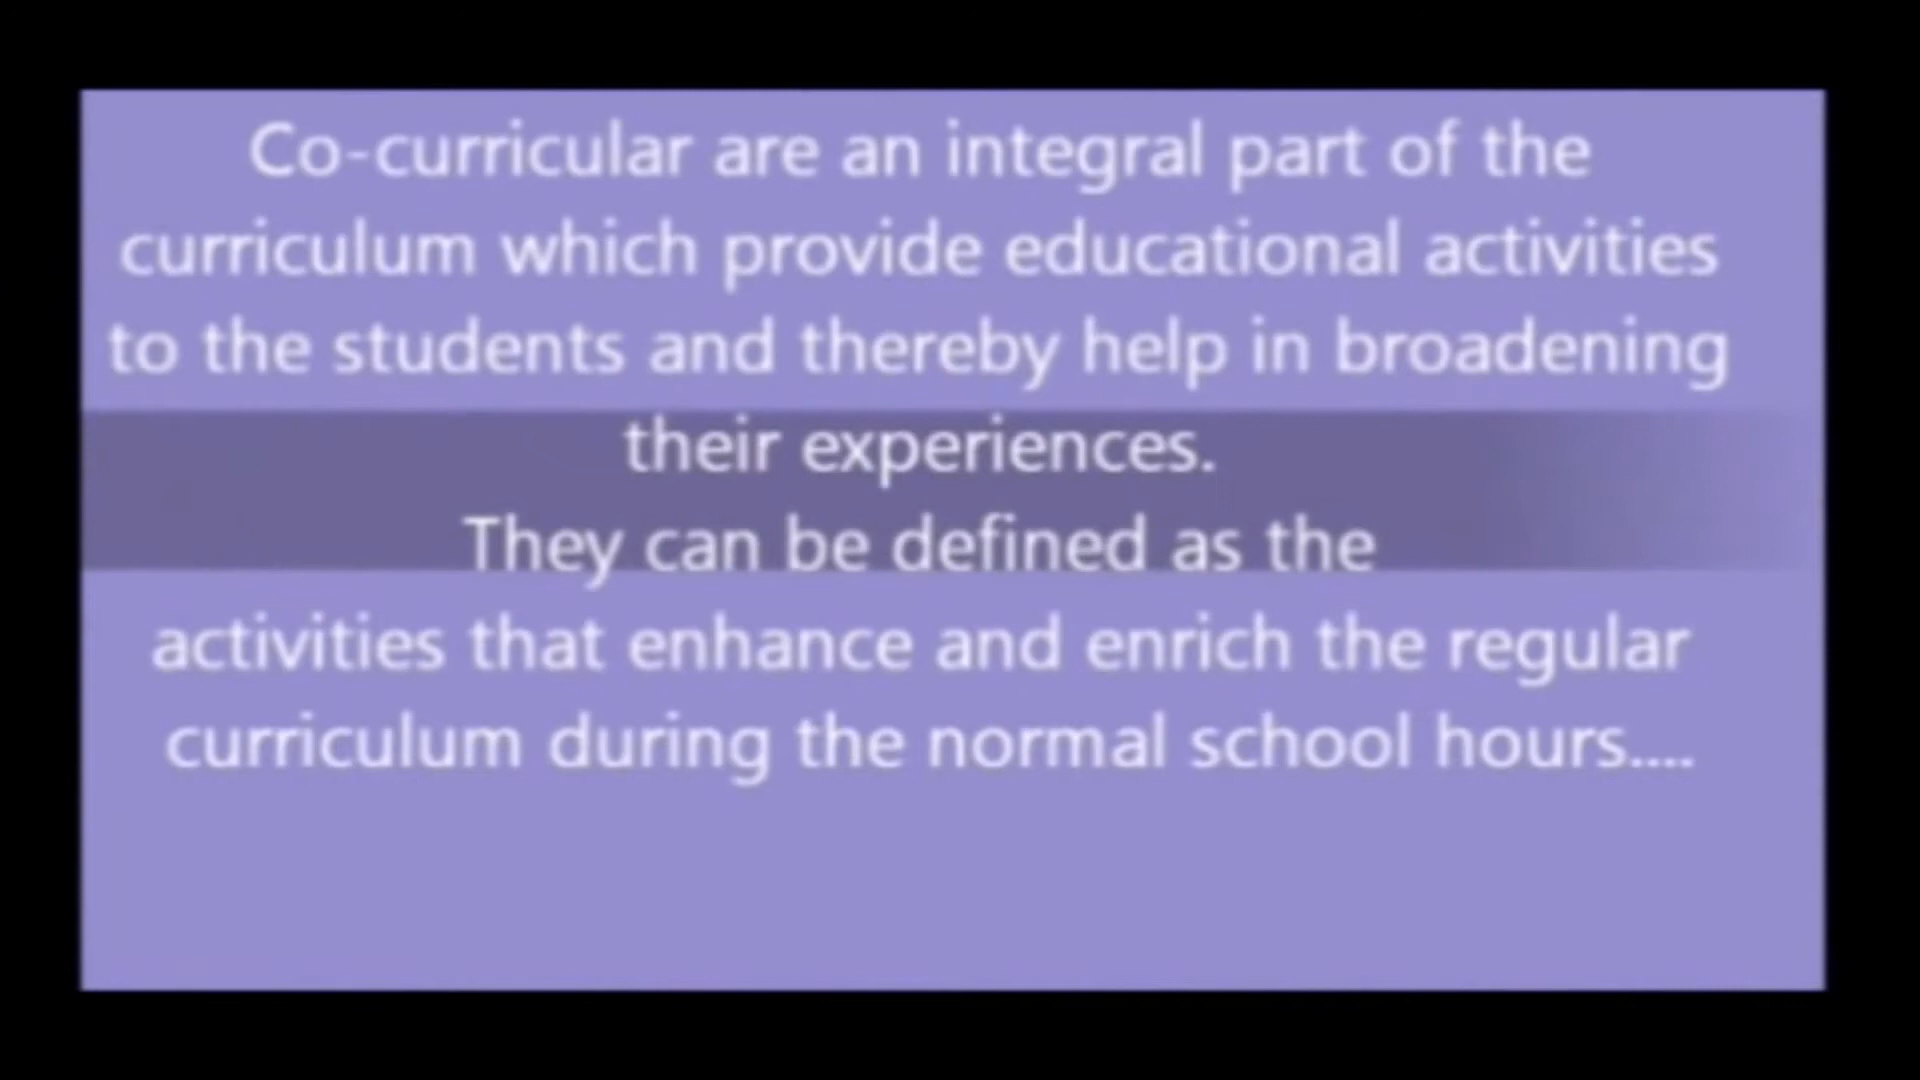 Co-curricular are an integral part of the
curriculum which provide educational activities
to the students and thereby help in broadening
their experiences.
They can be defined as the
activities that enhance and enrich the regular
curriculum during the normal school hours....